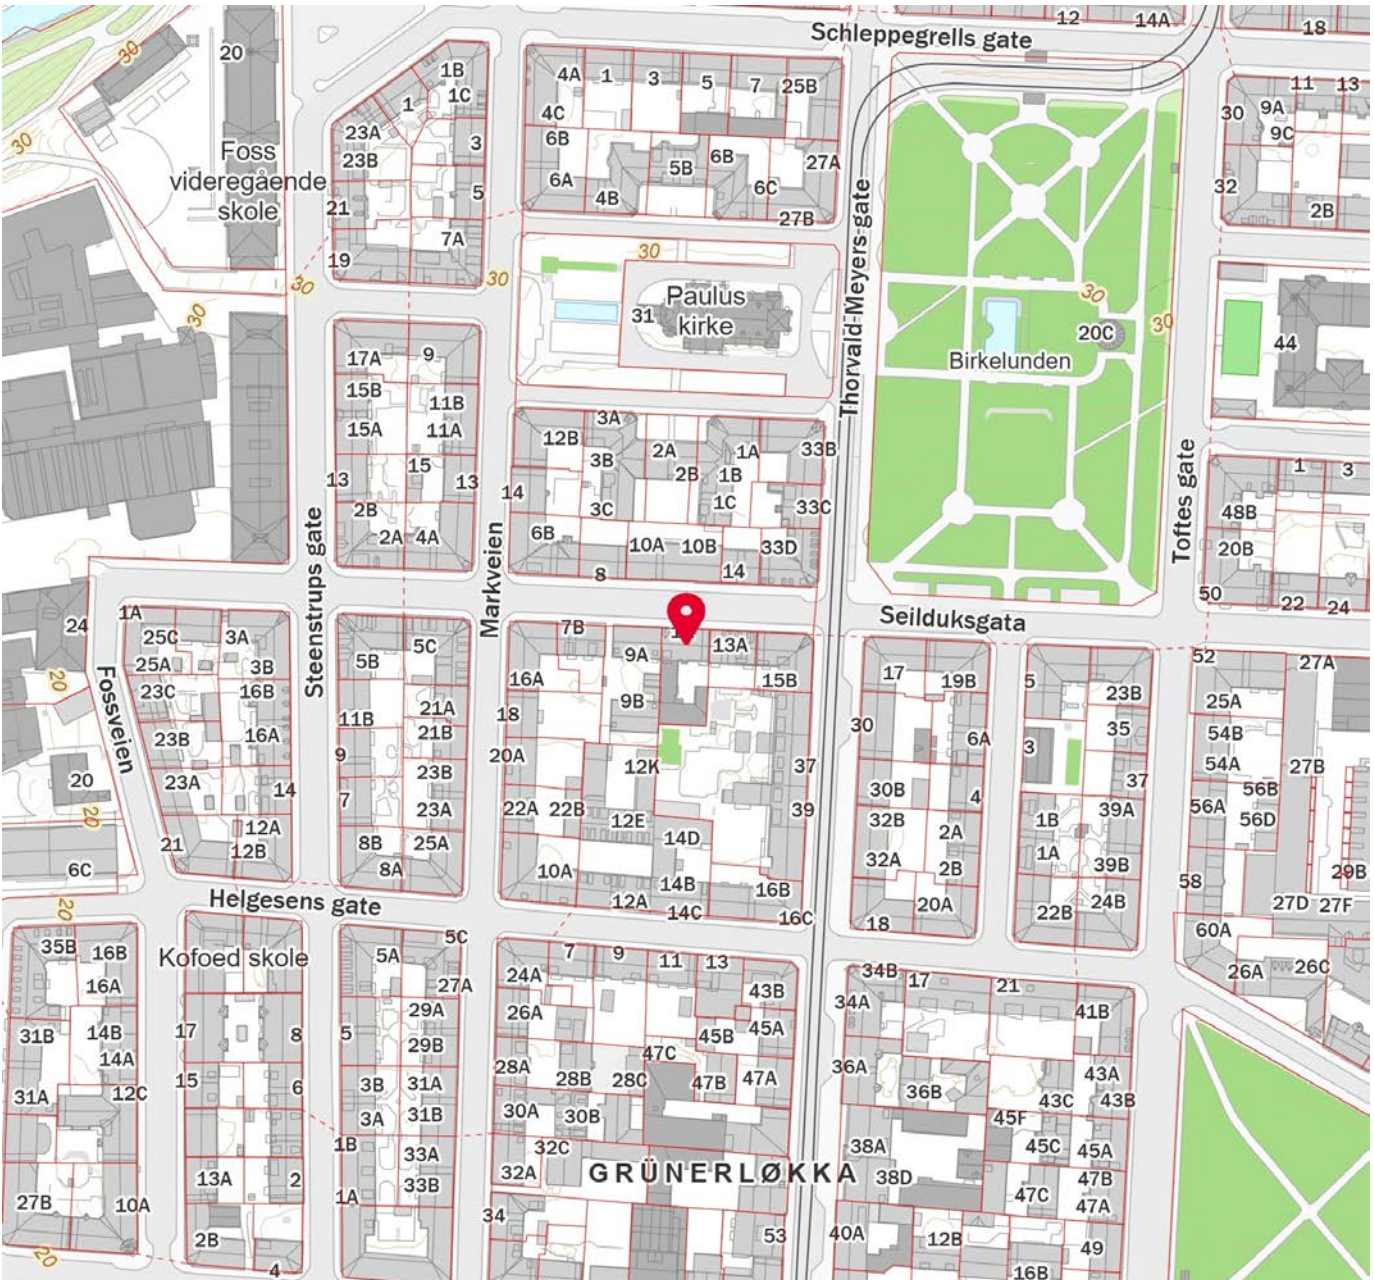 Schleppegrells gate
12
14A
18
20
1B
1C
1
4A
1
3
5
7
25B
11
13
30
9A
9C
4C
6B
23A
23B
3
5
5B
6B
27A
6A
4B
6C
27B
32
2B
Foss
videregående
skole
21
7A
19
30
30
30
30
30
30
30
30
Paulus
kirke
31
Thorvald Meyers gate
20C
Birkelunden
44
17A
9
15B
11B
15A
11A
15
13
13
2B
2A
4A
12B
3A
3B
2A
2B
1A
1B
1C
33B
33C
14
3C
6B
10A
10B
33D
8
14
Toftes gate
1
3
48B
20B
50
22
24
Steenstrups gate
Markveien
Seilduksgata
24
1A
25C
25A
3A
3B
23C
16B
23B
16A
23A
14
12A
12B
21
Fossveien
20
20
20
6C
5C
5B
21A
21B
11B
9
23B
7
23A
8B
25A
8A
7B
9A
13A
15B
16A
9B
18
20A
12K
37
39
22A
22B
12E
14D
10A
14B
12A
14C
16B
16C
17
19B
30
6A
30B
4
32B
2A
32A
2B
20A
18
5
23B
35
3
37
39A
1B
1A
39B
24B
22B
52
27A
25A
54B
54A
27B
56A
56B
56D
58
29B
27D
27F
60A
26A
26C
Helgesens gate
20
35B
16B
16A
31B
14B
14A
31A
12C
27B
10A
20
Kofoed skole
17
8
15
6
13A
2
2B
4
5C
5A
27A
29A
5
29B
3B
31A
3A
31B
1B
33A
1A
33B
7
9
11
13
24A
43B
26A
45B
45A
47C
28A
28B
28C
47B
47A
30A
30B
32C
32A
34
53
GRÜNERLØKKA
34B
17
21
34A
41B
36A
36B
43A
43C
43B
45F
38A
45C
45A
38D
47C
47B
47A
40A
12B
49
16B